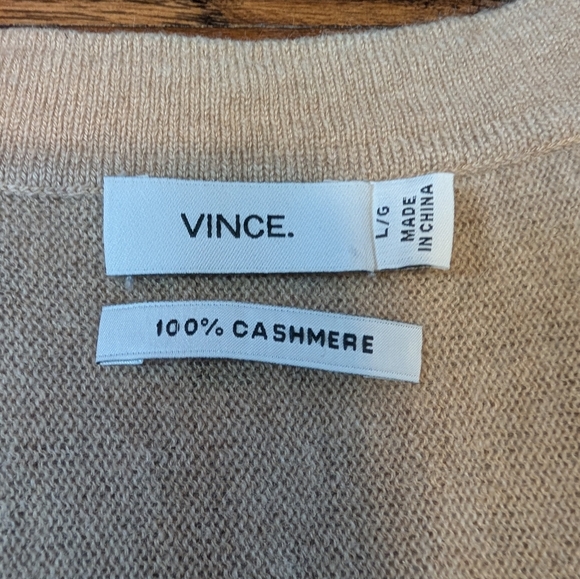 VINCE.
L/G
MADE
IN CHINA
100% CASHMERE